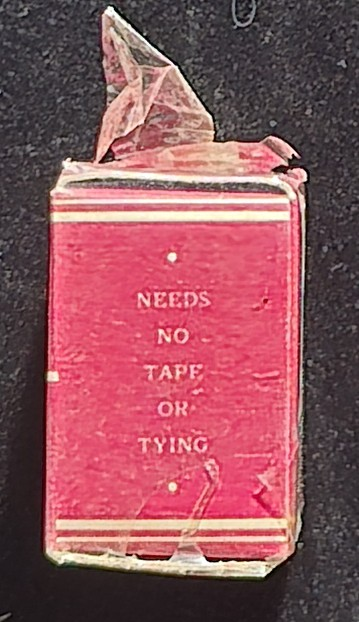 NEEDS
NO
TAPE
OR
TYING